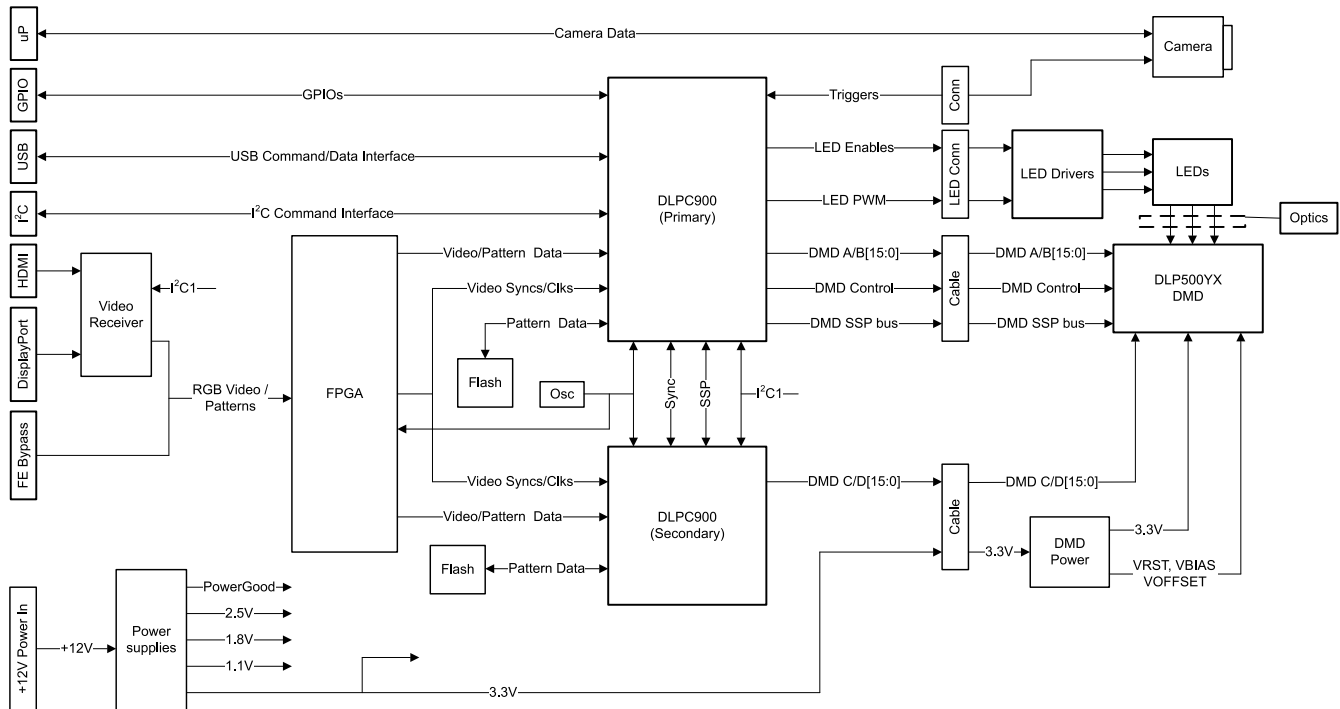 uP
Camera Data
Camera
GPIO
GPIOs
Triggers
Conn
USB
USB Command/Data Interface
DLPC900
(Primary)
LED Enables
LED PWM
LED Conn
LED Drivers
LEDs
Optics
I²C
I²C Command Interface
HDMI
DisplayPort
FE Bypass
Video
Receiver
I²C1
RGB Video /
Patterns
FPGA
Video/Pattern Data
Video Syncs/Clks
Pattern Data
Flash
Osc
Sync
SSP
I²C1
DMD A/B[15:0]
DMD Control
DMD SSP bus
Cable
DMD A/B[15:0]
DMD Control
DMD SSP bus
DLP500YX
DMD
Video Syncs/Clks
Video/Pattern Data
Flash
Pattern Data
DLPC900
(Secondary)
DMD C/D[15:0]
Cable
DMD C/D[15:0]
3.3V
DMD
Power
3.3V
VRST, VBIAS
VOFFSET
+12V Power In
+12V
Power
supplies
PowerGood
2.5V
1.8V
1.1V
3.3V